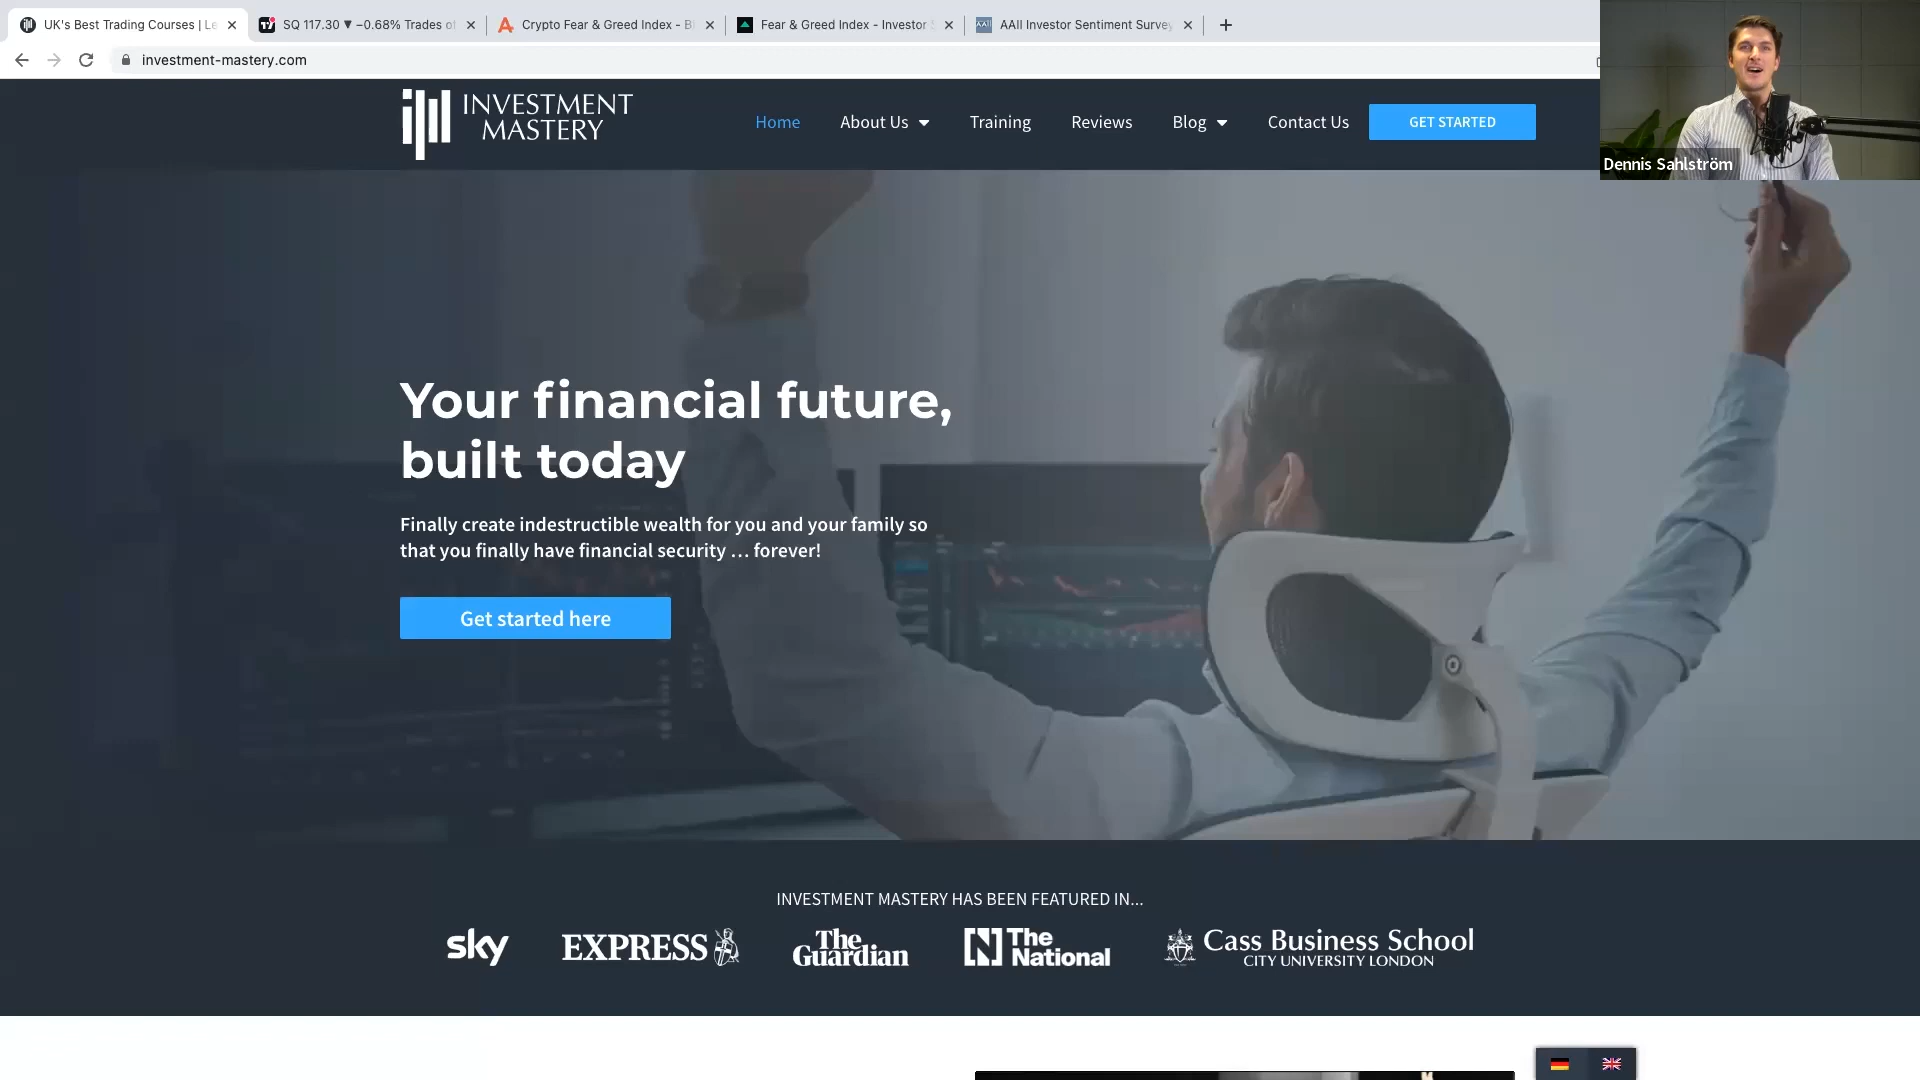 UK's Best Trading Courses | Le
SQ 117.30 ▼ −0.68% Trades of
Crypto Fear & Greed Index - Bi
Fear & Greed Index - Investor S
AAII Investor Sentiment Survey
investment-mastery.com
INVESTMENT
MASTERY
Home
About Us
Training
Reviews
Blog
Contact Us
GET STARTED
Dennis Sahlström
Your financial future,
built today
Finally create indestructible wealth for you and your family so
that you finally have financial security ... forever!
Get started here
INVESTMENT MASTERY HAS BEEN FEATURED IN...
sky
EXPRESS
The
Guardian
The
National
Cass Business School
CITY UNIVERSITY LONDON